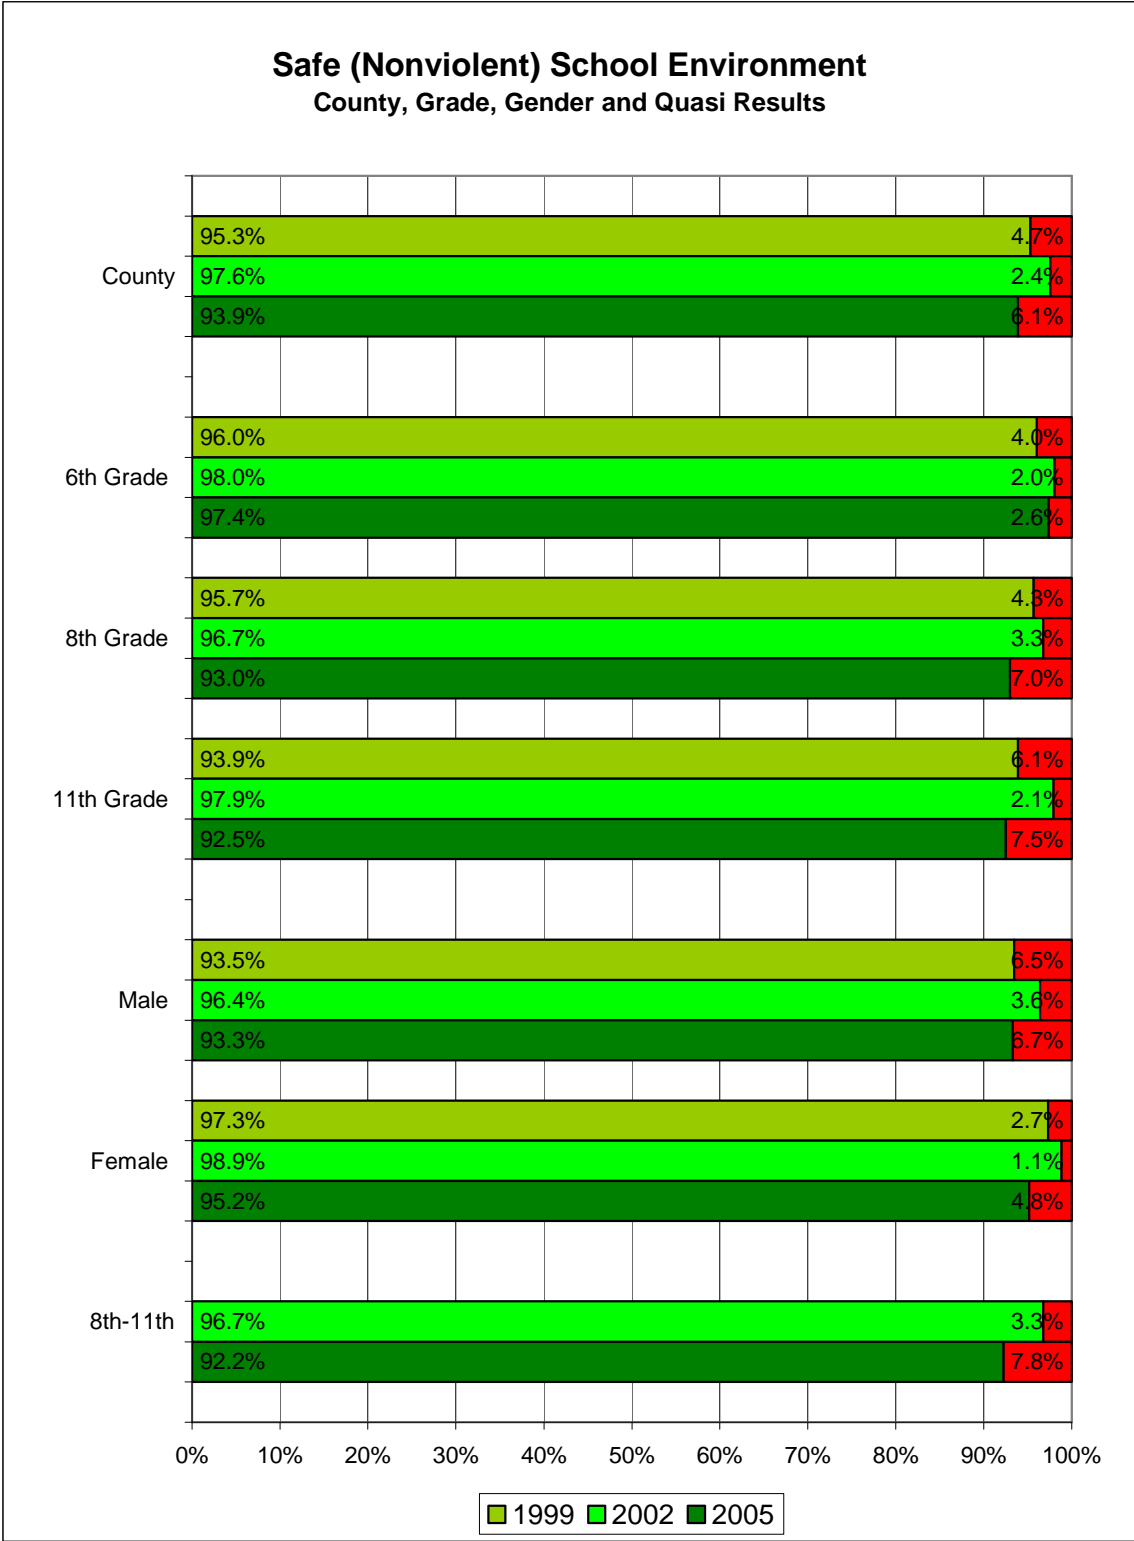 Safe (Nonviolent) School Environment
County, Grade, Gender and Quasi Results
95.3% 4.7%
County 97.6% 2.4%
93.9% 6.1%
96.0% 4.0%
6th Grade 98.0% 2.0%
97.4% 2.6%
95.7% 4.3%
8th Grade 96.7% 3.3%
93.0% 7.0%
93.9% 6.1%
11th Grade 97.9% 2.1%
92.5% 7.5%
93.5% 6.5%
Male 96.4% 3.6%
93.3% 6.7%
97.3% 2.7%
Female 98.9% 1.1%
95.2% 4.8%
8th-11th 96.7% 3.3%
92.2% 7.8%
0% 10% 20% 30% 40% 50% 60% 70% 80% 90% 100%
1999 2002 2005